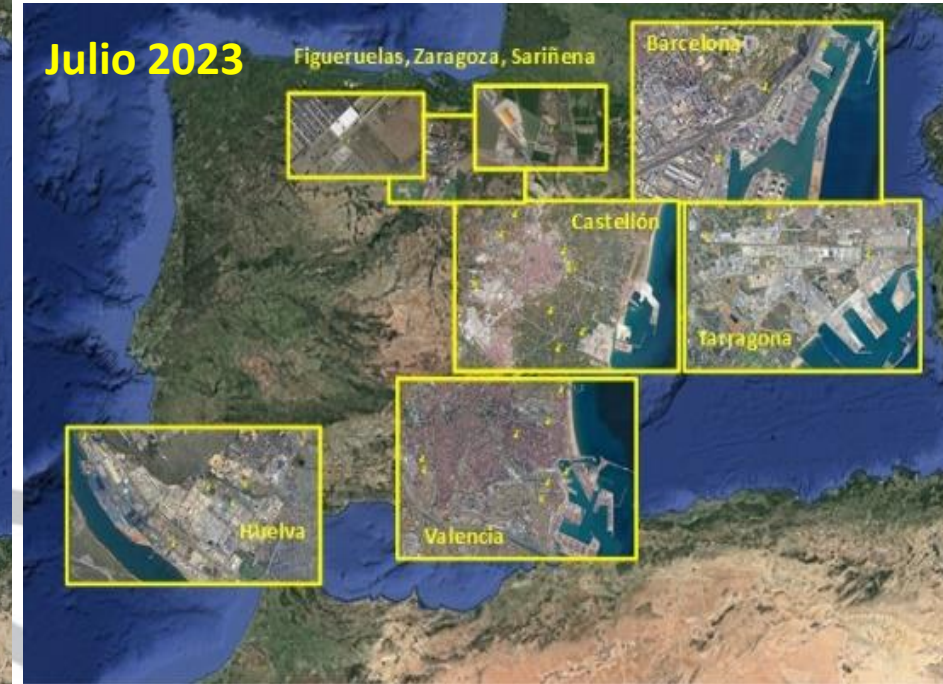 Julio 2023
Figueruelas, Zaragoza, Sariñena
Barcelona
Castellón
Tarragona
Huelva
Valencia